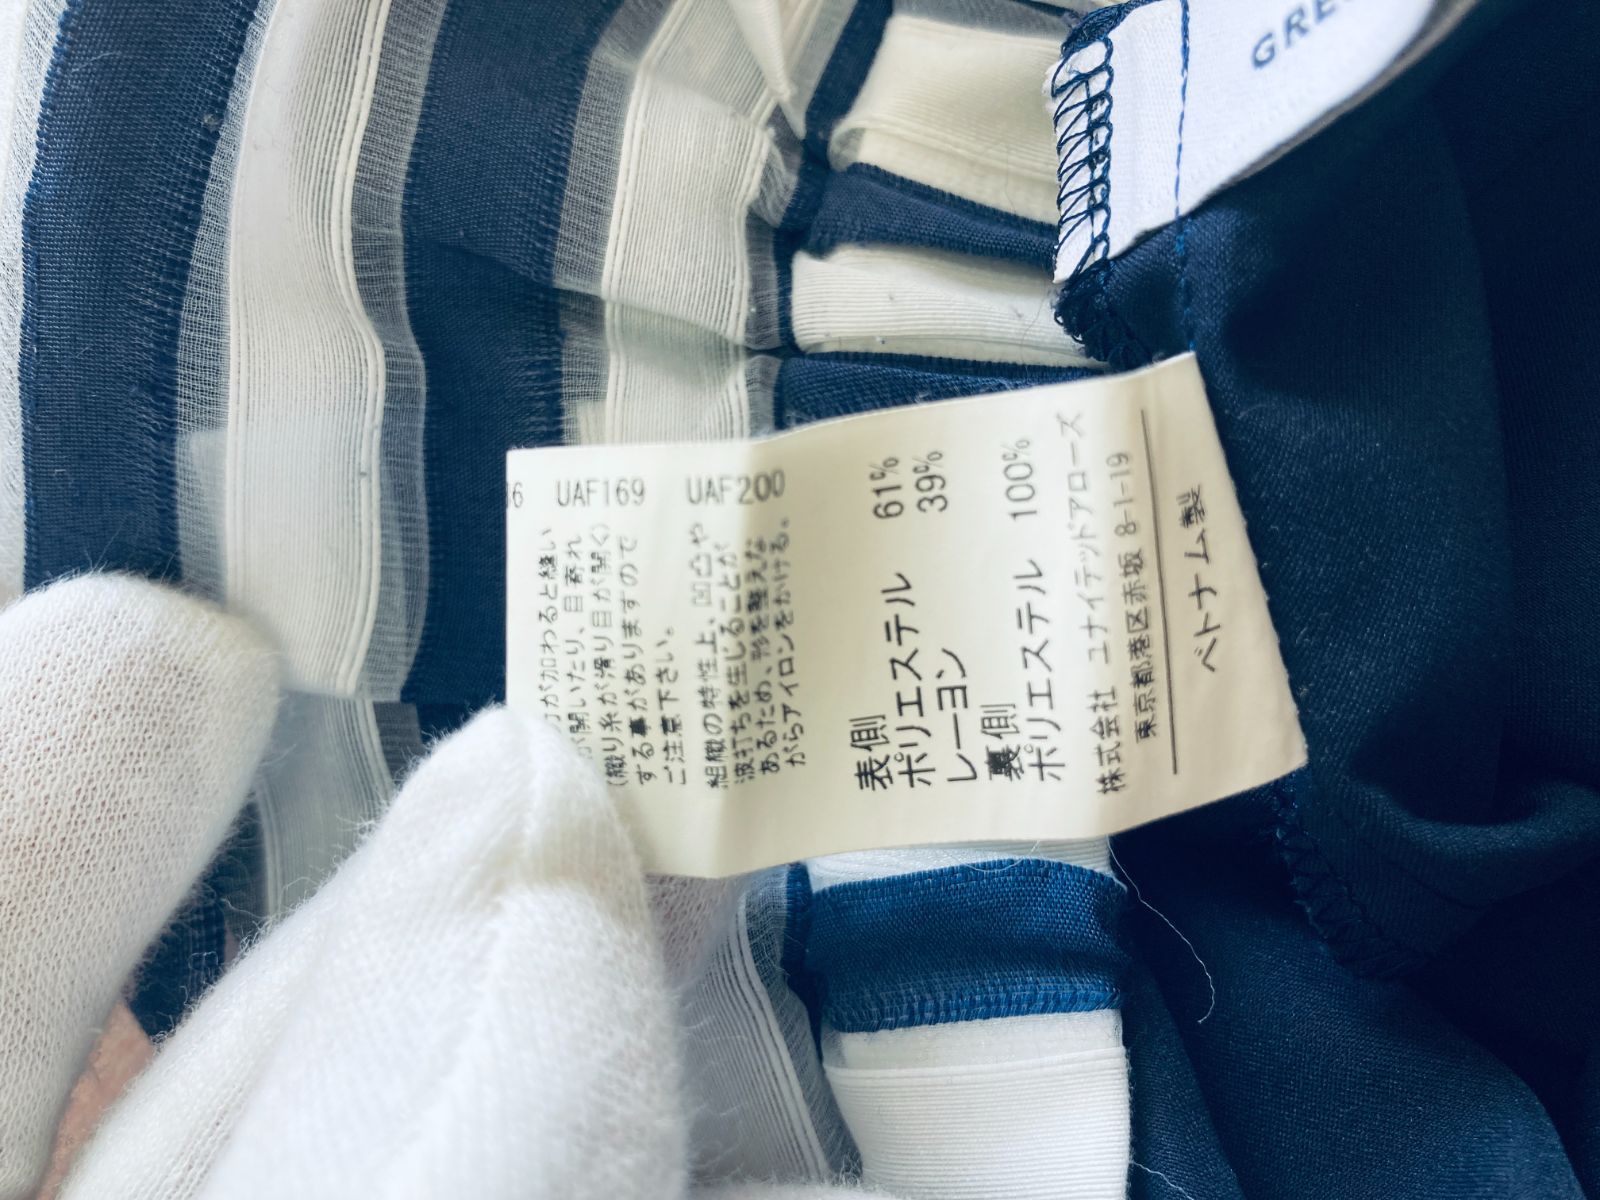 GRE
UAF169 UAF200
が加わると縫い
が開いたり、目寄れ
(織り糸が滑り目が開く)
する事がありますので
ご注意下さい。
組織の特性上、凹凸や
波打ちを生じることが
あるため、形を整えな
がらアイロンをかける。
表側
ポリエステル 61%
レーヨン 39%
裏側
ポリエステル 100%
株式会社 ユナイテッドアローズ
東京都港区赤坂 8-1-19
ベトナム製